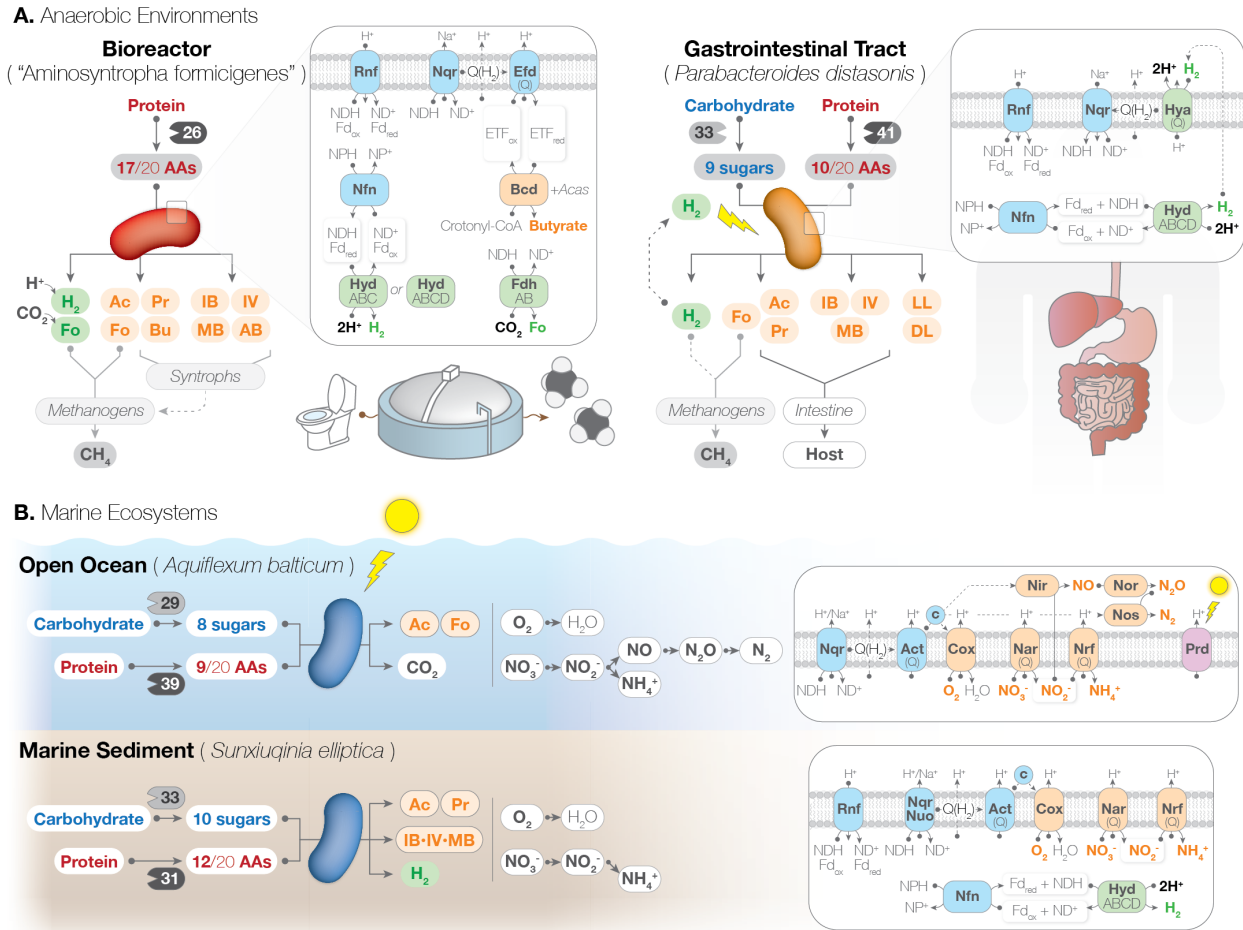 A. Anaerobic Environments
Bioreactor
( “Aminosyntropha formicigenes” )
Protein
26
17/20 AAs
H⁺
H₂
CO₂
Fo
Ac Pr
Fo Bu
IB IV
MB AB
Syntrophs
Methanogens
CH₄
H⁺ Na⁺ H⁺ H⁺
Rnf Nqr Q(H₂) Efd (Q)
NDH ND⁺ NDH ND⁺
Fdox Fdred
ETFox ETFred
NPH NP⁺
Nfn Bcd +Acas
Crotonyl-CoA Butyrate
NDH ND⁺
Fdred Fdox
NDH ND⁺
Hyd ABC or Hyd ABCD Fdh AB
2H⁺ H₂ CO₂ Fo
Gastrointestinal Tract
( Parabacteroides distasonis )
Carbohydrate Protein
33 41
9 sugars 10/20 AAs
H₂
H₂ Fo
Ac
Pr
IB IV
MB
LL
DL
Methanogens Intestine
CH₄ Host
2H⁺ H₂
H⁺ Na⁺ H⁺
Rnf Nqr Q(H₂) Hya (Q)
H⁺
NDH ND⁺ NDH ND⁺
Fdox Fdred
NPH Fdred + NDH H₂
Nfn Hyd ABCD
NP⁺ Fdox + ND⁺ 2H⁺
B. Marine Ecosystems
Open Ocean ( Aquiflexum balticum )
29
Carbohydrate 8 sugars
Protein 9/20 AAs
39
Ac Fo
CO₂
O₂ H₂O
NO₃⁻ NO₂⁻ NO N₂O N₂
NH₄⁺
Nir NO Nor N₂O
Nos N₂
H⁺/Na⁺ H⁺ H⁺ c H⁺ H⁺ H⁺ H⁺
Nqr Q(H₂) Act (Q) Cox Nar (Q) Nrf (Q) Prd
NDH ND⁺ O₂ H₂O NO₃⁻ NO₂⁻ NH₄⁺
Marine Sediment ( Sunxiuqinia elliptica )
33
Carbohydrate 10 sugars
Protein 12/20 AAs
31
Ac Pr
IB·IV·MB
H₂
O₂ H₂O
NO₃⁻ NO₂⁻
NH₄⁺
H⁺ H⁺/Na⁺ H⁺ H⁺ c H⁺ H⁺ H⁺
Rnf Nqr Nuo Q(H₂) Act (Q) Cox Nar (Q) Nrf (Q)
NDH ND⁺ NDH ND⁺ O₂ H₂O NO₃⁻ NO₂⁻ NH₄⁺
Fdox Fdred
NPH Fdred + NDH 2H⁺
Nfn Hyd ABCD
NP⁺ Fdox + ND⁺ H₂